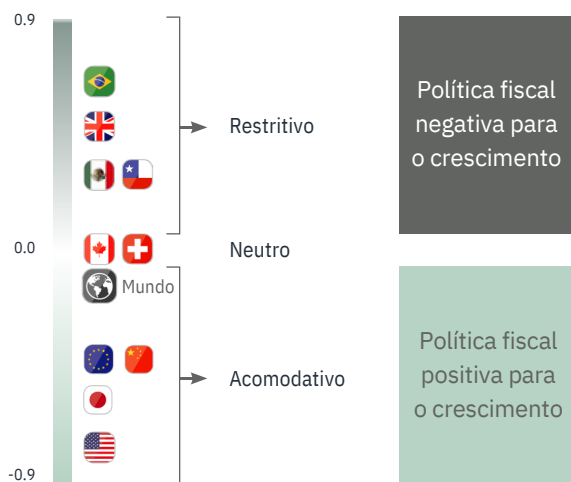 0.9
Política fiscal
negativa para
o crescimento
Restritivo
0.0
Neutro
Mundo
Política fiscal
positiva para
o crescimento
Acomodativo
-0.9